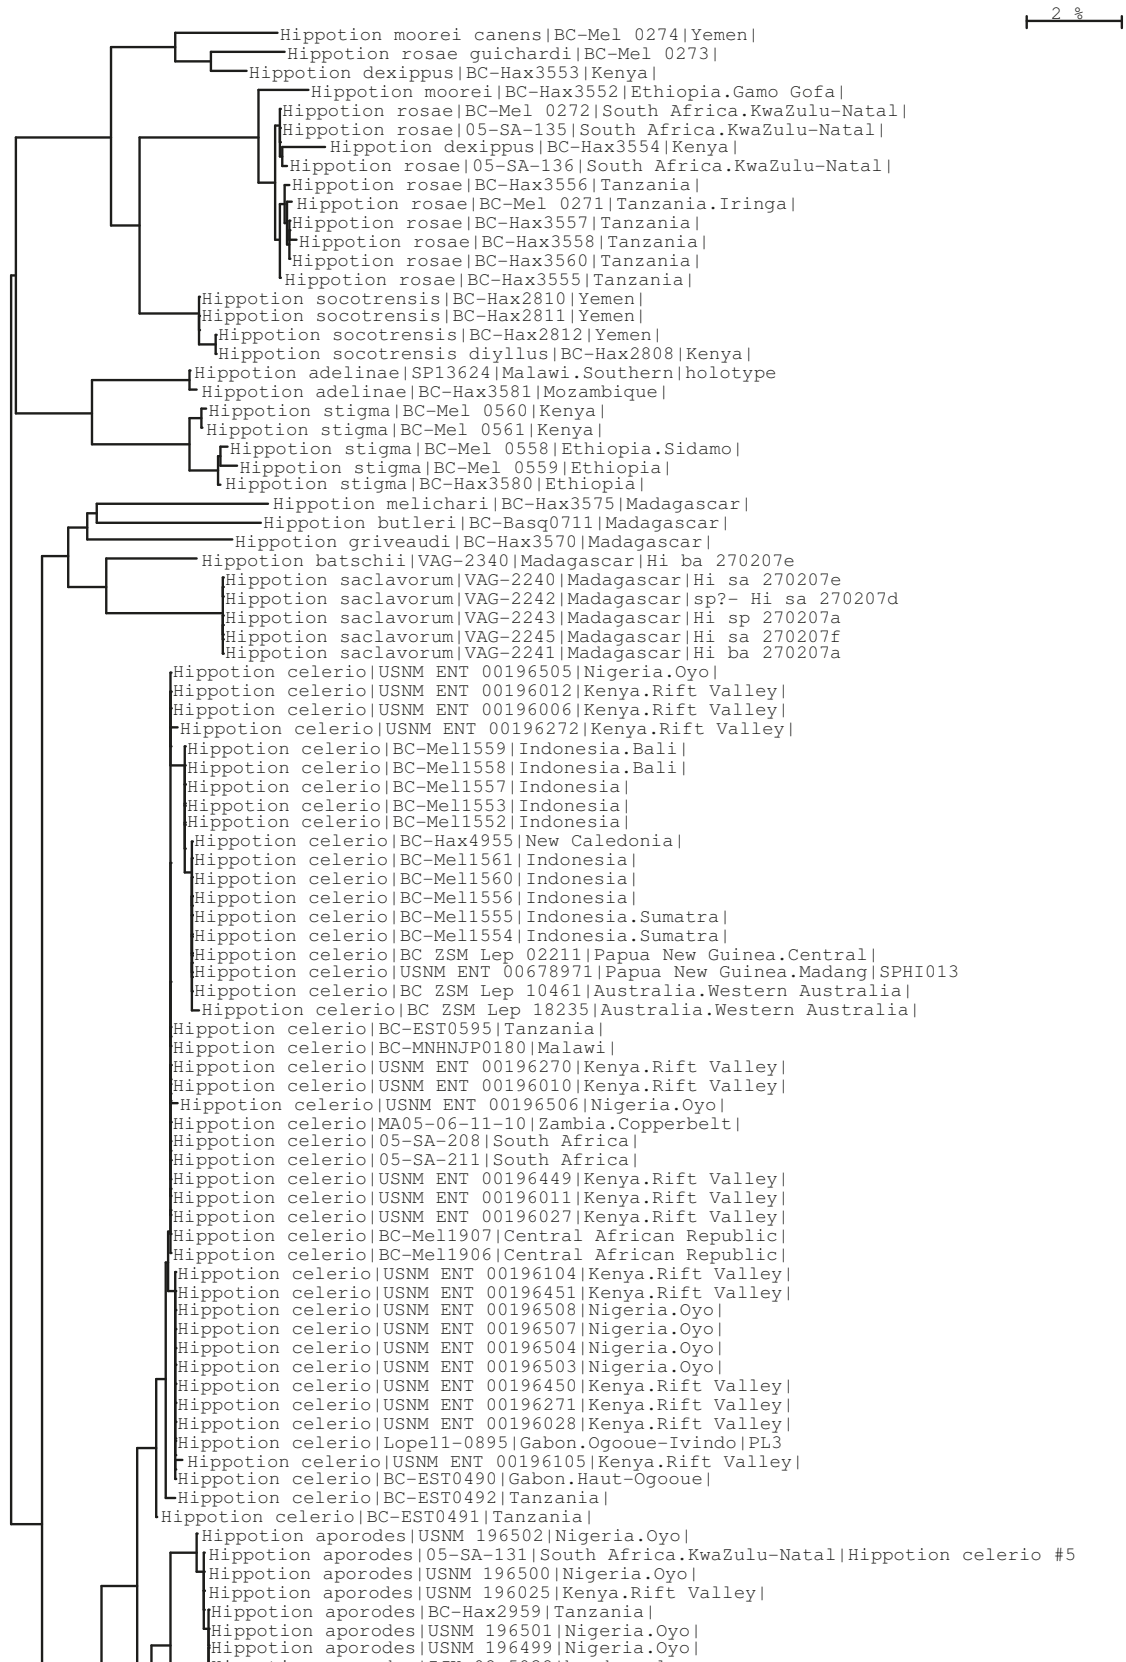 2 %
Hippotion moorei canens|BC-Mel 0274|Yemen|
Hippotion rosae guichardi|BC-Mel 0273|
Hippotion dexippus|BC-Hax3553|Kenya|
Hippotion moorei|BC-Hax3552|Ethiopia.Gamo Gofa|
Hippotion rosae|BC-Mel 0272|South Africa.KwaZulu-Natal|
Hippotion rosae|05-SA-135|South Africa.KwaZulu-Natal|
Hippotion dexippus|BC-Hax3554|Kenya|
Hippotion rosae|05-SA-136|South Africa.KwaZulu-Natal|
Hippotion rosae|BC-Hax3556|Tanzania|
Hippotion rosae|BC-Mel 0271|Tanzania.Iringa|
Hippotion rosae|BC-Hax3557|Tanzania|
Hippotion rosae|BC-Hax3558|Tanzania|
Hippotion rosae|BC-Hax3560|Tanzania|
Hippotion rosae|BC-Hax3555|Tanzania|
Hippotion socotrensis|BC-Hax2810|Yemen|
Hippotion socotrensis|BC-Hax2811|Yemen|
Hippotion socotrensis|BC-Hax2812|Yemen|
Hippotion socotrensis diyllus|BC-Hax2808|Kenya|
Hippotion adelinae|SP13624|Malawi.Southern|holotype
Hippotion adelinae|BC-Hax3581|Mozambique|
Hippotion stigma|BC-Mel 0560|Kenya|
Hippotion stigma|BC-Mel 0561|Kenya|
Hippotion stigma|BC-Mel 0558|Ethiopia.Sidamo|
Hippotion stigma|BC-Mel 0559|Ethiopia|
Hippotion stigma|BC-Hax3580|Ethiopia|
Hippotion melichari|BC-Hax3575|Madagascar|
Hippotion butleri|BC-Basq0711|Madagascar|
Hippotion griveaudi|BC-Hax3570|Madagascar|
Hippotion batschii|VAG-2340|Madagascar|Hi ba 270207e
Hippotion saclavorum|VAG-2240|Madagascar|Hi sa 270207e
Hippotion saclavorum|VAG-2242|Madagascar|sp?- Hi sa 270207d
Hippotion saclavorum|VAG-2243|Madagascar|Hi sp 270207a
Hippotion saclavorum|VAG-2245|Madagascar|Hi sa 270207f
Hippotion saclavorum|VAG-2241|Madagascar|Hi ba 270207a
Hippotion celerio|USNM ENT 00196505|Nigeria.Oyo|
Hippotion celerio|USNM ENT 00196012|Kenya.Rift Valley|
Hippotion celerio|USNM ENT 00196006|Kenya.Rift Valley|
Hippotion celerio|USNM ENT 00196272|Kenya.Rift Valley|
Hippotion celerio|BC-Mel1559|Indonesia.Bali|
Hippotion celerio|BC-Mel1558|Indonesia.Bali|
Hippotion celerio|BC-Mel1557|Indonesia|
Hippotion celerio|BC-Mel1553|Indonesia|
Hippotion celerio|BC-Mel1552|Indonesia|
Hippotion celerio|BC-Hax4955|New Caledonia|
Hippotion celerio|BC-Mel1561|Indonesia|
Hippotion celerio|BC-Mel1560|Indonesia|
Hippotion celerio|BC-Mel1556|Indonesia|
Hippotion celerio|BC-Mel1555|Indonesia.Sumatra|
Hippotion celerio|BC-Mel1554|Indonesia.Sumatra|
Hippotion celerio|BC ZSM Lep 02211|Papua New Guinea.Central|
Hippotion celerio|USNM ENT 00678971|Papua New Guinea.Madang|SPHI013
Hippotion celerio|BC ZSM Lep 10461|Australia.Western Australia|
Hippotion celerio|BC ZSM Lep 18235|Australia.Western Australia|
Hippotion celerio|BC-EST0595|Tanzania|
Hippotion celerio|BC-MNHNJP0180|Malawi|
Hippotion celerio|USNM ENT 00196270|Kenya.Rift Valley|
Hippotion celerio|USNM ENT 00196010|Kenya.Rift Valley|
Hippotion celerio|USNM ENT 00196506|Nigeria.Oyo|
Hippotion celerio|MA05-06-11-10|Zambia.Copperbelt|
Hippotion celerio|05-SA-208|South Africa|
Hippotion celerio|05-SA-211|South Africa|
Hippotion celerio|USNM ENT 00196449|Kenya.Rift Valley|
Hippotion celerio|USNM ENT 00196011|Kenya.Rift Valley|
Hippotion celerio|USNM ENT 00196027|Kenya.Rift Valley|
Hippotion celerio|BC-Mel1907|Central African Republic|
Hippotion celerio|BC-Mel1906|Central African Republic|
Hippotion celerio|USNM ENT 00196104|Kenya.Rift Valley|
Hippotion celerio|USNM ENT 00196451|Kenya.Rift Valley|
Hippotion celerio|USNM ENT 00196508|Nigeria.Oyo|
Hippotion celerio|USNM ENT 00196507|Nigeria.Oyo|
Hippotion celerio|USNM ENT 00196504|Nigeria.Oyo|
Hippotion celerio|USNM ENT 00196503|Nigeria.Oyo|
Hippotion celerio|USNM ENT 00196450|Kenya.Rift Valley|
Hippotion celerio|USNM ENT 00196271|Kenya.Rift Valley|
Hippotion celerio|USNM ENT 00196028|Kenya.Rift Valley|
Hippotion celerio|Lope11-0895|Gabon.Ogooue-Ivindo|PL3
Hippotion celerio|USNM ENT 00196105|Kenya.Rift Valley|
Hippotion celerio|BC-EST0490|Gabon.Haut-Ogooue|
Hippotion celerio|BC-EST0492|Tanzania|
Hippotion celerio|BC-EST0491|Tanzania|
Hippotion aporodes|USNM 196502|Nigeria.Oyo|
Hippotion aporodes|05-SA-131|South Africa.KwaZulu-Natal|Hippotion celerio #5
Hippotion aporodes|USNM 196500|Nigeria.Oyo|
Hippotion aporodes|USNM 196025|Kenya.Rift Valley|
Hippotion aporodes|BC-Hax2959|Tanzania|
Hippotion aporodes|USNM 196501|Nigeria.Oyo|
Hippotion aporodes|USNM 196499|Nigeria.Oyo|